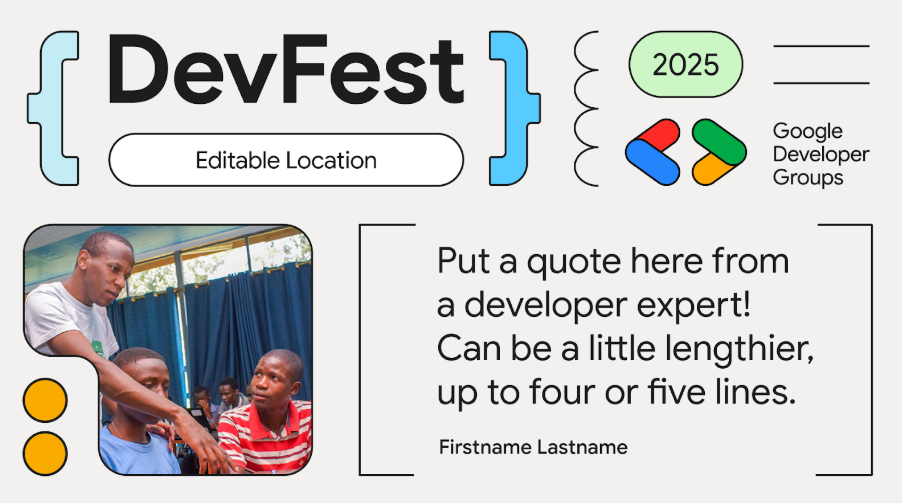 DevFest
Editable Location
2025
Google
Developer
Groups
Put a quote here from
a developer expert!
Can be a little lengthier,
up to four or five lines.
Firstname Lastname